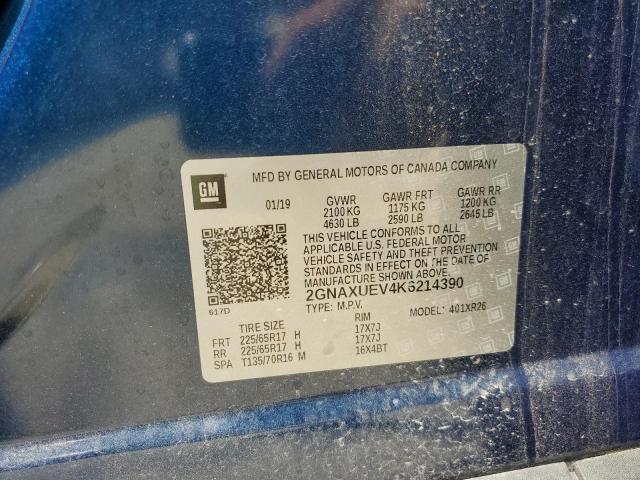 GM
MFD BY GENERAL MOTORS OF CANADA COMPANY
01/19 GVWR GAWR FRT GAWR RR
2100 KG 1175 KG 1200 KG
4630 LB 2590 LB 2645 LB
THIS VEHICLE CONFORMS TO ALL
APPLICABLE U.S. FEDERAL MOTOR
VEHICLE SAFETY AND THEFT PREVENTION
STANDARDS IN EFFECT ON THE DATE OF
MANUFACTURE SHOWN ABOVE.
2GNAXUEV4K6214390
617D TYPE: M.P.V. MODEL: 401XR26
TIRE SIZE RIM
FRT 225/65R17 H 17X7J
RR 225/65R17 H 17X7J
SPA T135/70R16 M 16X4BT